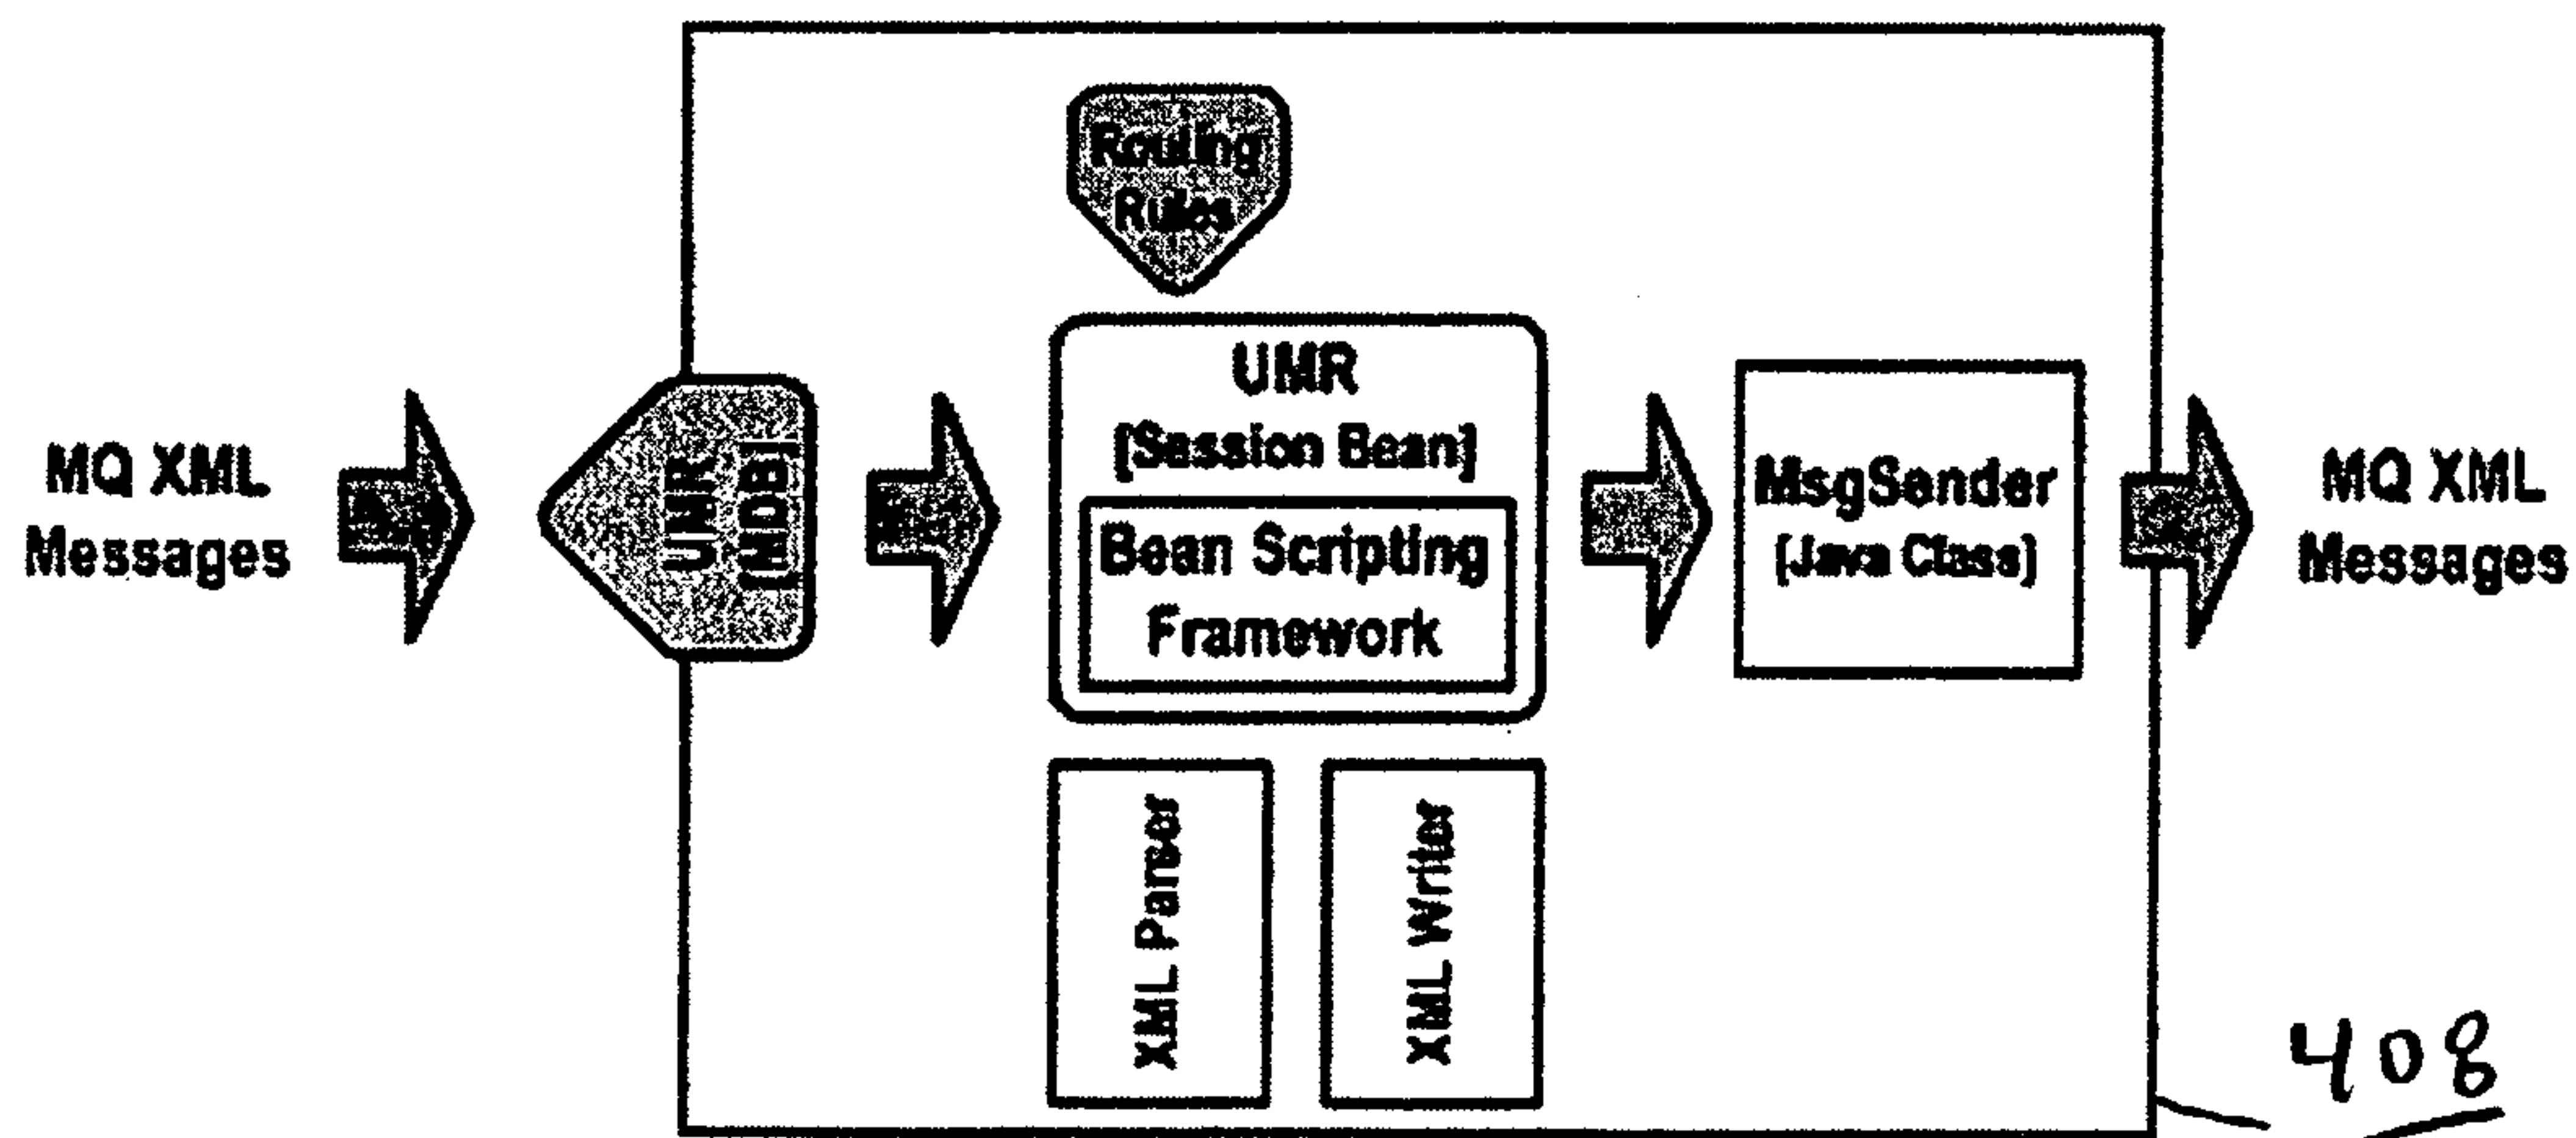 Routing
Rules
MQ XML
Messages
UMR
[MDB]
UMR
[Session Bean]
Bean Scripting
Framework
MsgSender
[Java Class]
MQ XML
Messages
XML Parser
XML Writer
408